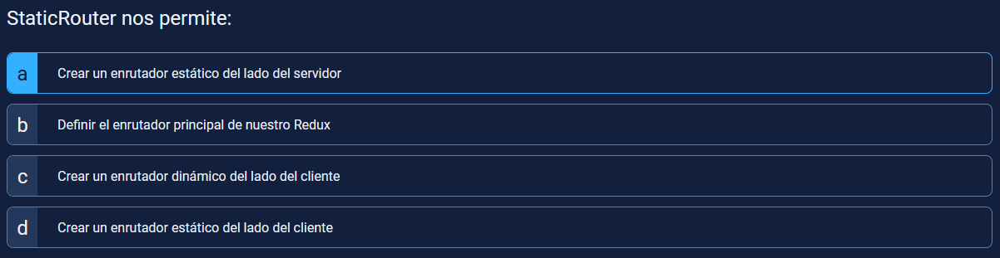 StaticRouter nos permite:
a Crear un enrutador estático del lado del servidor
b Definir el enrutador principal de nuestro Redux
c Crear un enrutador dinámico del lado del cliente
d Crear un enrutador estático del lado del cliente